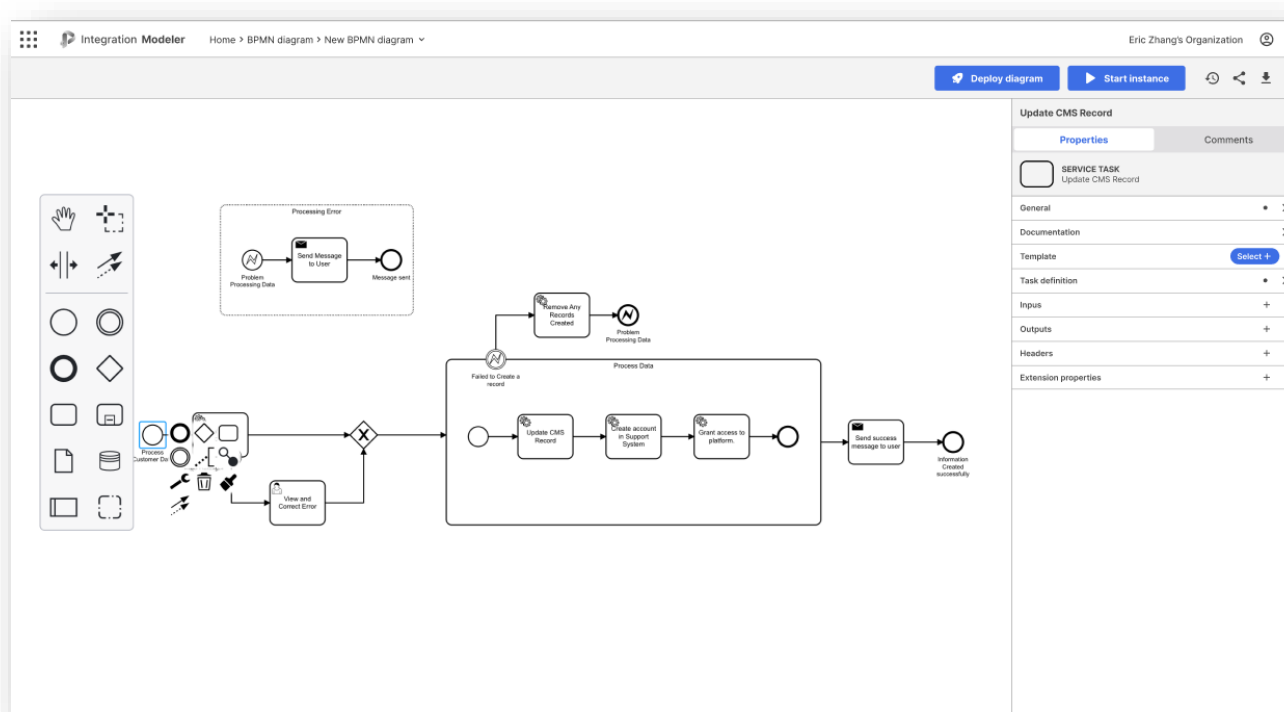 Integration Modeler
Home > BPMN diagram > New BPMN diagram
Eric Zhang's Organization
Deploy diagram
Start instance
Update CMS Record
Properties
Comments
SERVICE TASK
Update CMS Record
General
Documentation
Template
Select +
Task definition
Inpus
+
Outputs
+
Headers
+
Extension properties
+
Processing Error
Problem
Processing Data
Send Message
to User
Message sent
Remove Any
Records
Created
Problem
Processing Data
Failed to Create a
record
Process Data
Process
Customer Da
View and
Correct Error
Update CMS
Record
Create account
in Support
System
Grant access to
platform.
Send success
message to user
Information
Created
successfully